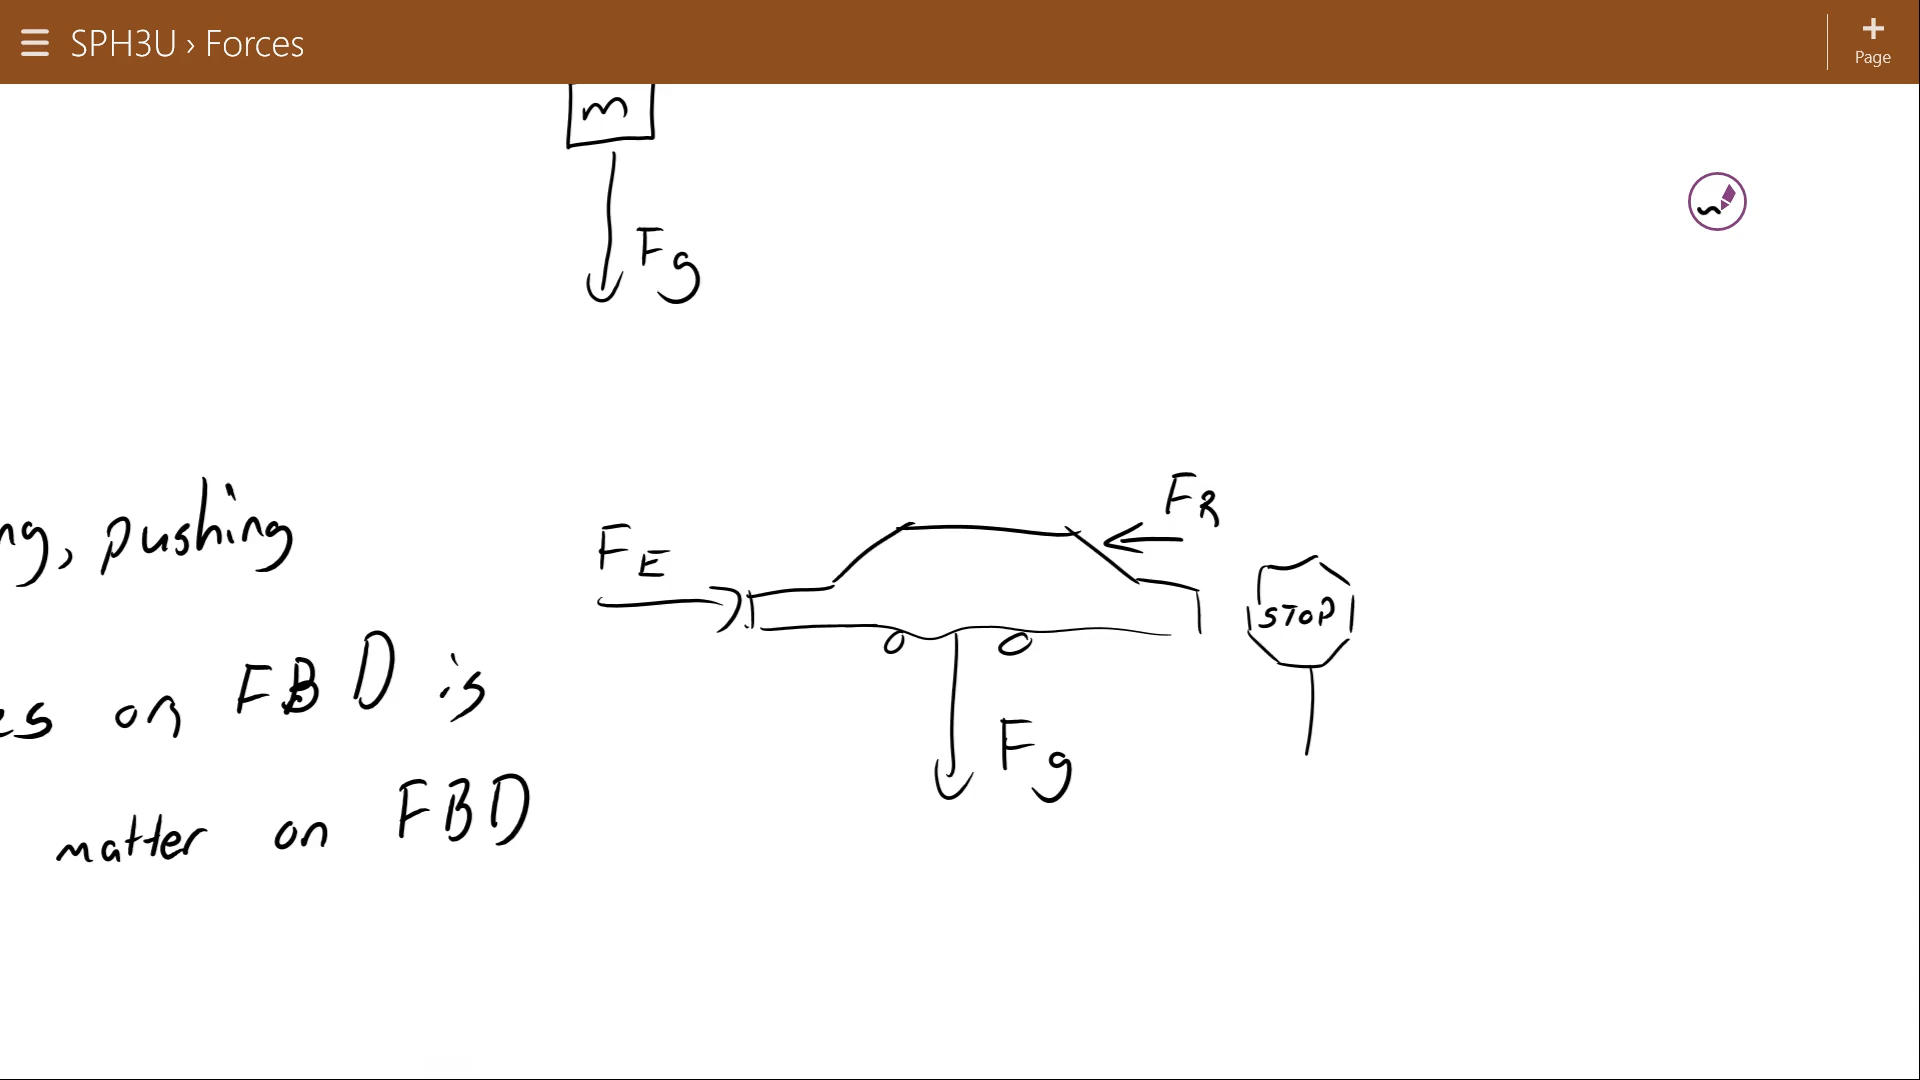 SPH3U › Forces
Page
m
Fg
FR
ng, pushing
FE
STOP
es on FBD is
Fg
matter on FBD